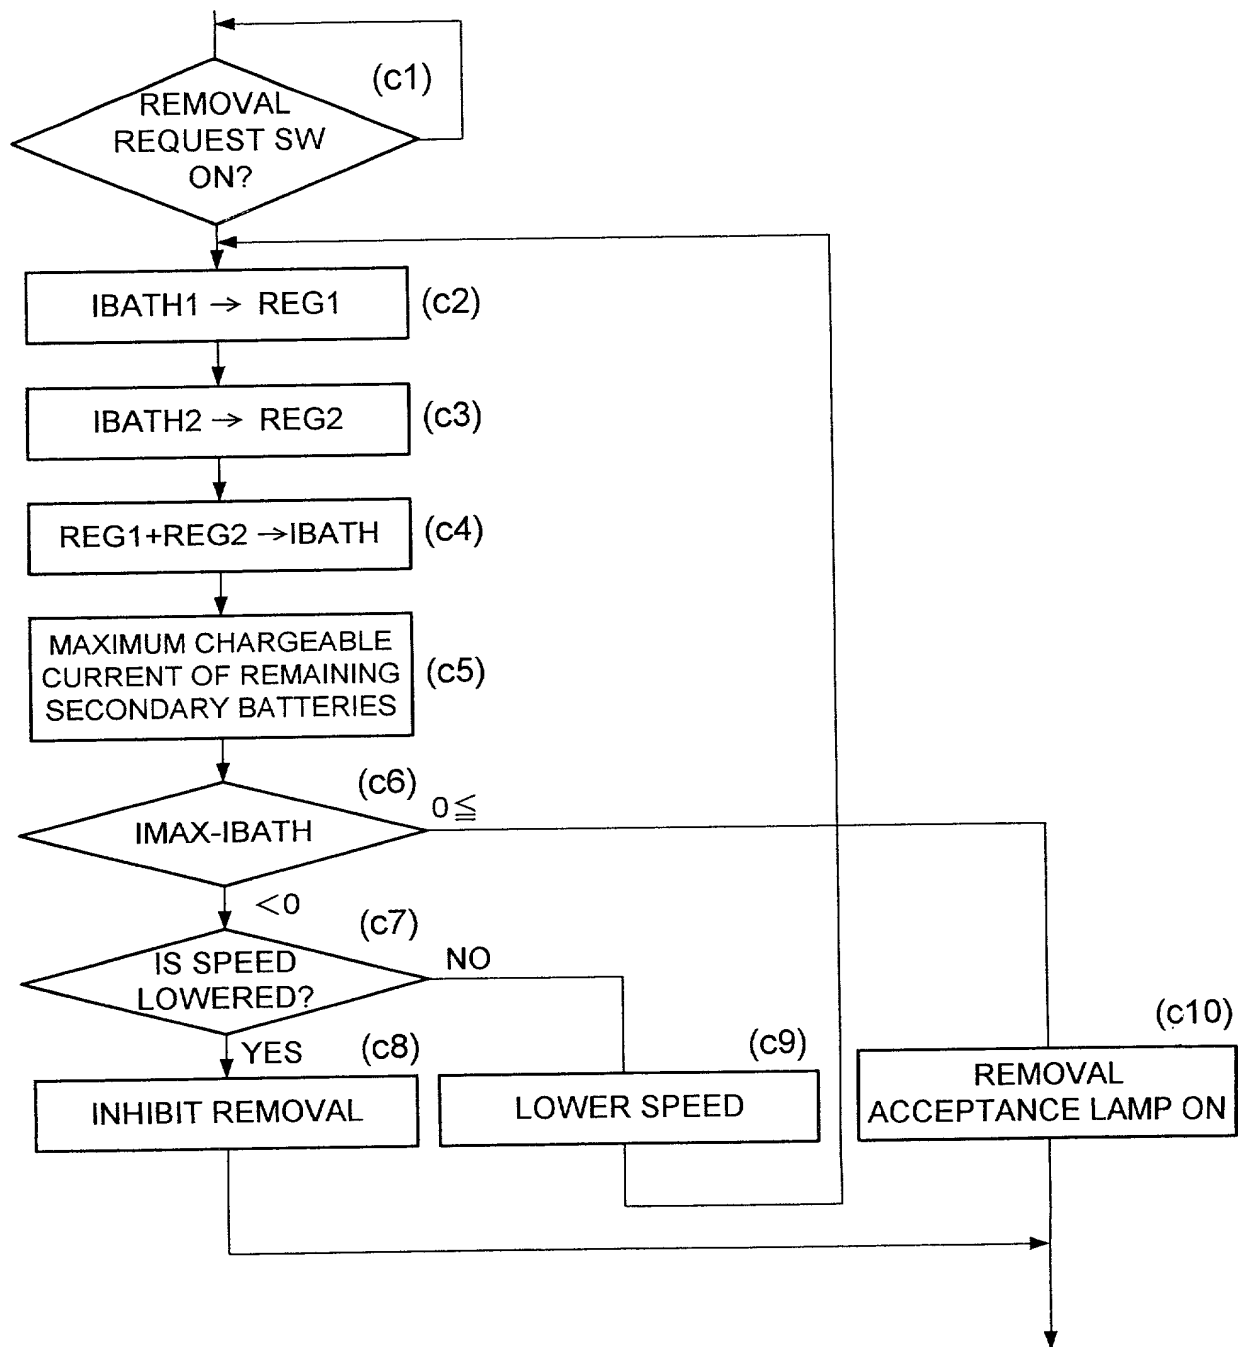 (c1)
REMOVAL
REQUEST SW
ON?
IBATH1 → REG1
(c2)
IBATH2 → REG2
(c3)
REG1+REG2 →IBATH
(c4)
MAXIMUM CHARGEABLE
CURRENT OF REMAINING
SECONDARY BATTERIES
(c5)
(c6)
IMAX-IBATH
0≦
<0
(c7)
IS SPEED
LOWERED?
NO
YES
(c8)
INHIBIT REMOVAL
(c9)
LOWER SPEED
(c10)
REMOVAL
ACCEPTANCE LAMP ON